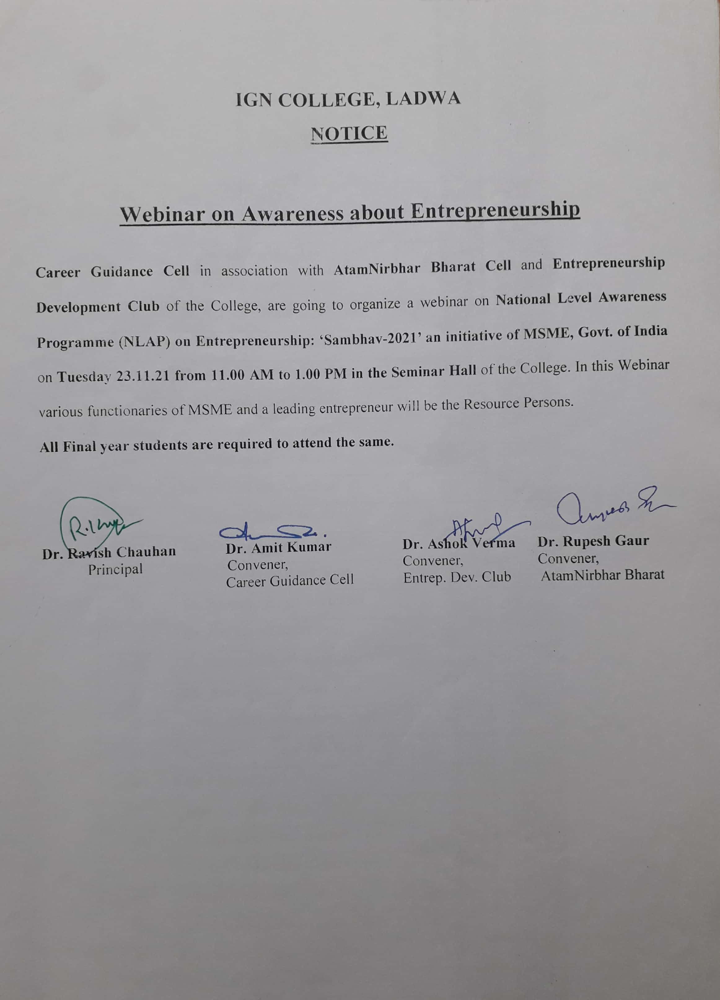 IGN COLLEGE, LADWA
NOTICE
Webinar on Awareness about Entrepreneurship
Career Guidance Cell in association with AtamNirbhar Bharat Cell and Entrepreneurship
Development Club of the College, are going to organize a webinar on National Level Awareness
Programme (NLAP) on Entrepreneurship: ‘Sambhav-2021’ an initiative of MSME, Govt. of India
on Tuesday 23.11.21 from 11.00 AM to 1.00 PM in the Seminar Hall of the College. In this Webinar
various functionaries of MSME and a leading entrepreneur will be the Resource Persons.
All Final year students are required to attend the same.
Dr. Ravish Chauhan Dr. Amit Kumar Dr. Ashok Verma Dr. Rupesh Gaur
Principal Convener, Convener, Convener,
Career Guidance Cell Entrep. Dev. Club AtamNirbhar Bharat